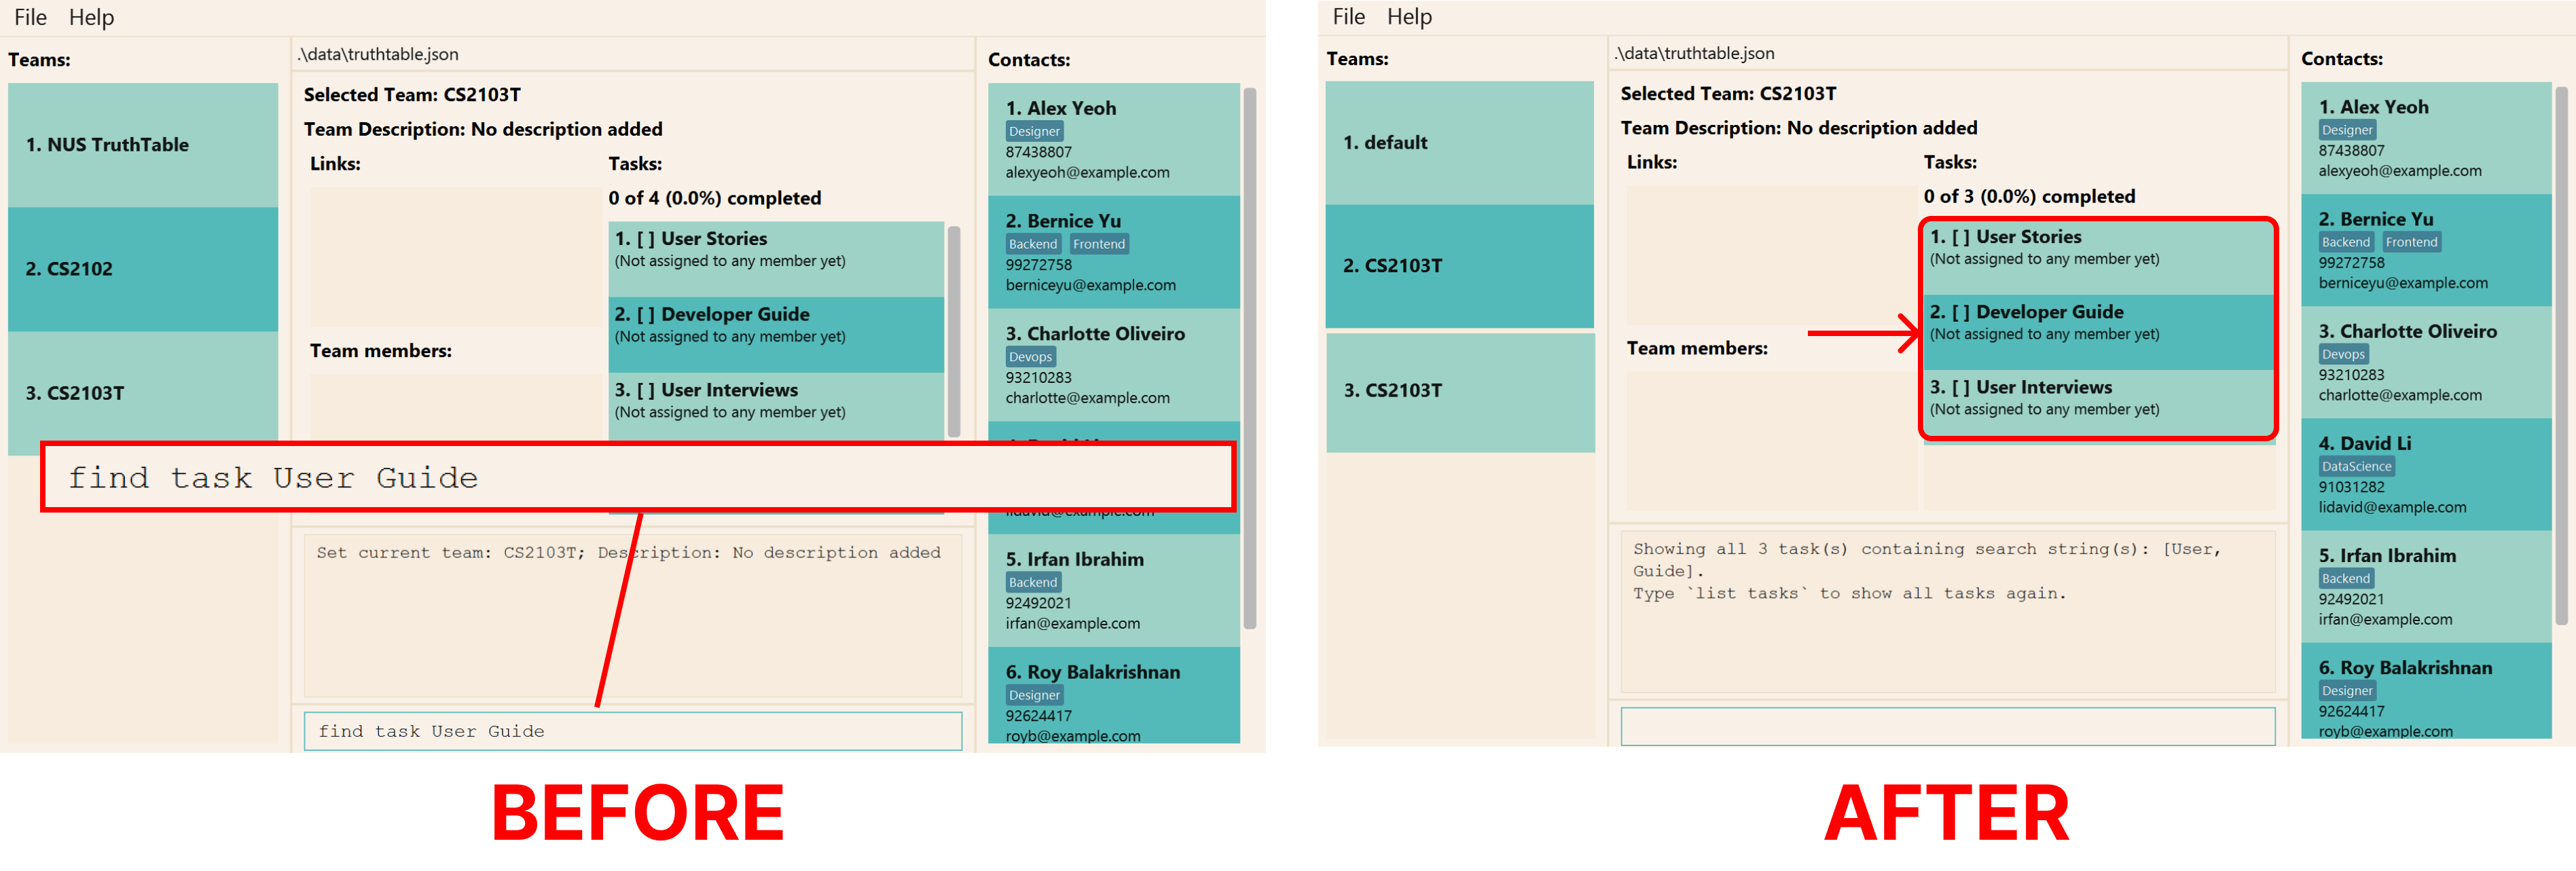 File Help
Teams:
1. NUS TruthTable
2. CS2102
3. CS2103T
.\data\truthtable.json
Selected Team: CS2103T
Team Description: No description added
Links:
Team members:
Tasks:
0 of 4 (0.0%) completed
1. [ ] User Stories
(Not assigned to any member yet)
2. [ ] Developer Guide
(Not assigned to any member yet)
3. [ ] User Interviews
(Not assigned to any member yet)
find task User Guide
Set current team: CS2103T; Description: No description added
find task User Guide
Contacts:
1. Alex Yeoh
Designer
87438807
alexyeoh@example.com
2. Bernice Yu
Backend Frontend
99272758
berniceyu@example.com
3. Charlotte Oliveiro
Devops
93210283
charlotte@example.com
lidavid@example.com
5. Irfan Ibrahim
Backend
92492021
irfan@example.com
6. Roy Balakrishnan
Designer
92624417
royb@example.com
BEFORE
File Help
Teams:
1. default
2. CS2103T
3. CS2103T
.\data\truthtable.json
Selected Team: CS2103T
Team Description: No description added
Links:
Team members:
Tasks:
0 of 3 (0.0%) completed
1. [ ] User Stories
(Not assigned to any member yet)
2. [ ] Developer Guide
(Not assigned to any member yet)
3. [ ] User Interviews
(Not assigned to any member yet)
Showing all 3 task(s) containing search string(s): [User,
Guide].
Type `list tasks` to show all tasks again.
Contacts:
1. Alex Yeoh
Designer
87438807
alexyeoh@example.com
2. Bernice Yu
Backend Frontend
99272758
berniceyu@example.com
3. Charlotte Oliveiro
Devops
93210283
charlotte@example.com
4. David Li
DataScience
91031282
lidavid@example.com
5. Irfan Ibrahim
Backend
92492021
irfan@example.com
6. Roy Balakrishnan
Designer
92624417
royb@example.com
AFTER